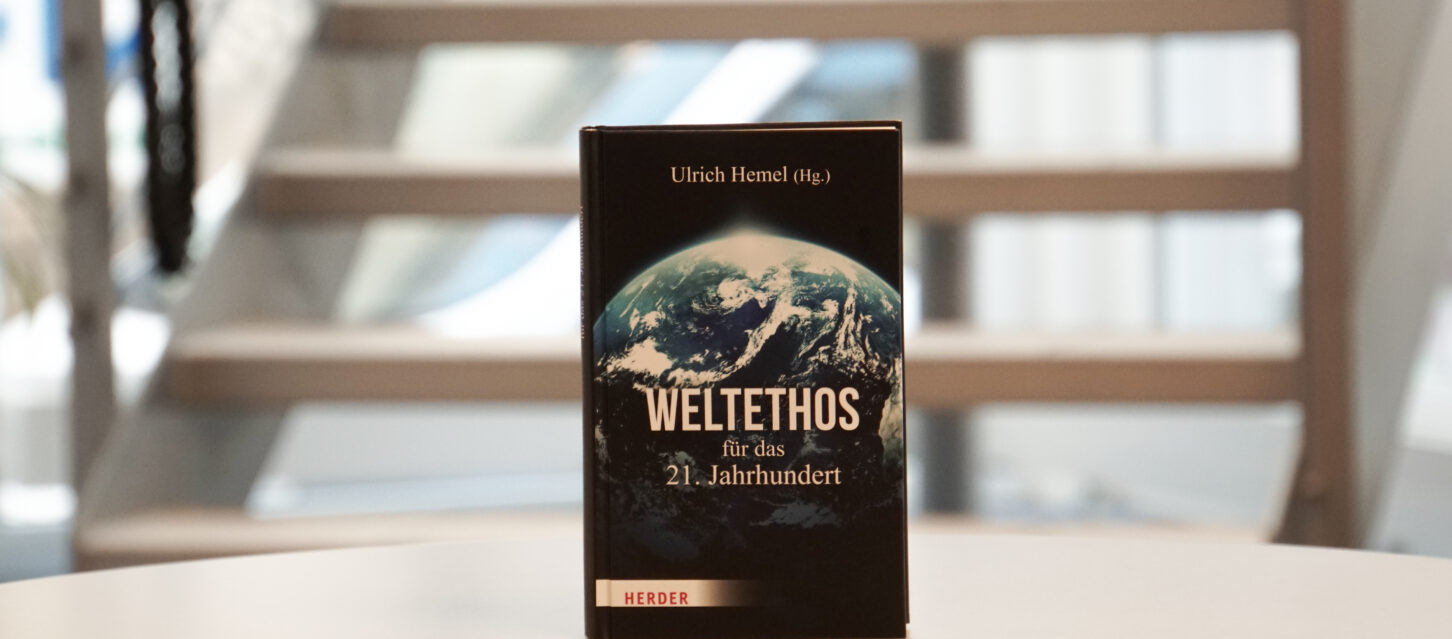 Ulrich Hemel (Hg.)
WELTETHOS
für das
21. Jahrhundert
HERDER